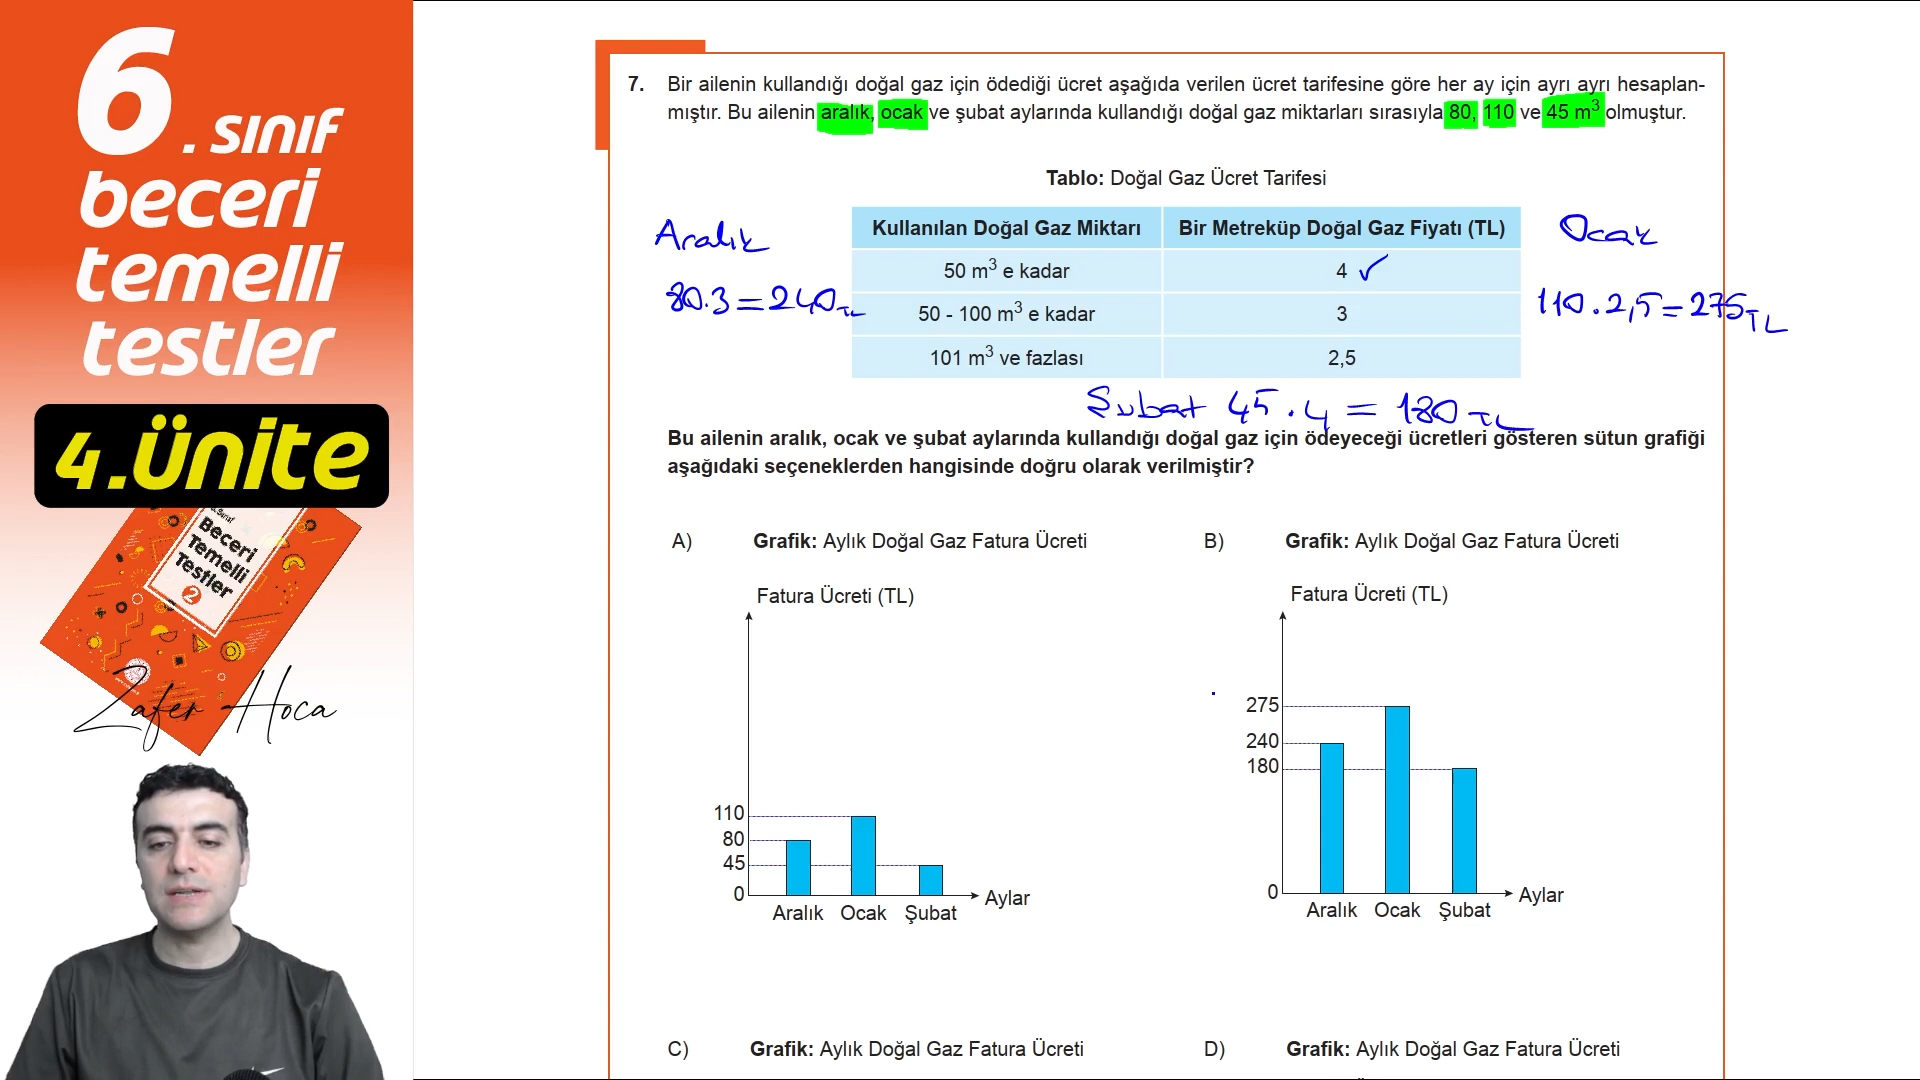 6. sınıf
beceri
temelli
testler
4.ünite
Beceri
Temelli
Testler
2
Zafer Hoca
7. Bir ailenin kullandığı doğal gaz için ödediği ücret aşağıda verilen ücret tarifesine göre her ay için ayrı ayrı hesaplan-
mıştır. Bu ailenin aralık, ocak ve şubat aylarında kullandığı doğal gaz miktarları sırasıyla 80, 110 ve 45 m³ olmuştur.
Tablo: Doğal Gaz Ücret Tarifesi
Kullanılan Doğal Gaz Miktarı Bir Metreküp Doğal Gaz Fiyatı (TL)
50 m³ e kadar 4 ✓
50 - 100 m³ e kadar 3
101 m³ ve fazlası 2,5
Aralık
80.3=240TL
Ocak
110.2,5=275TL
Şubat 45.4=180TL
Bu ailenin aralık, ocak ve şubat aylarında kullandığı doğal gaz için ödeyeceği ücretleri gösteren sütun grafiği
aşağıdaki seçeneklerden hangisinde doğru olarak verilmiştir?
A) Grafik: Aylık Doğal Gaz Fatura Ücreti
Fatura Ücreti (TL)
110
80
45
0
Aylar
Aralık Ocak Şubat
B) Grafik: Aylık Doğal Gaz Fatura Ücreti
Fatura Ücreti (TL)
275
240
180
0
Aylar
Aralık Ocak Şubat
C) Grafik: Aylık Doğal Gaz Fatura Ücreti
D) Grafik: Aylık Doğal Gaz Fatura Ücreti